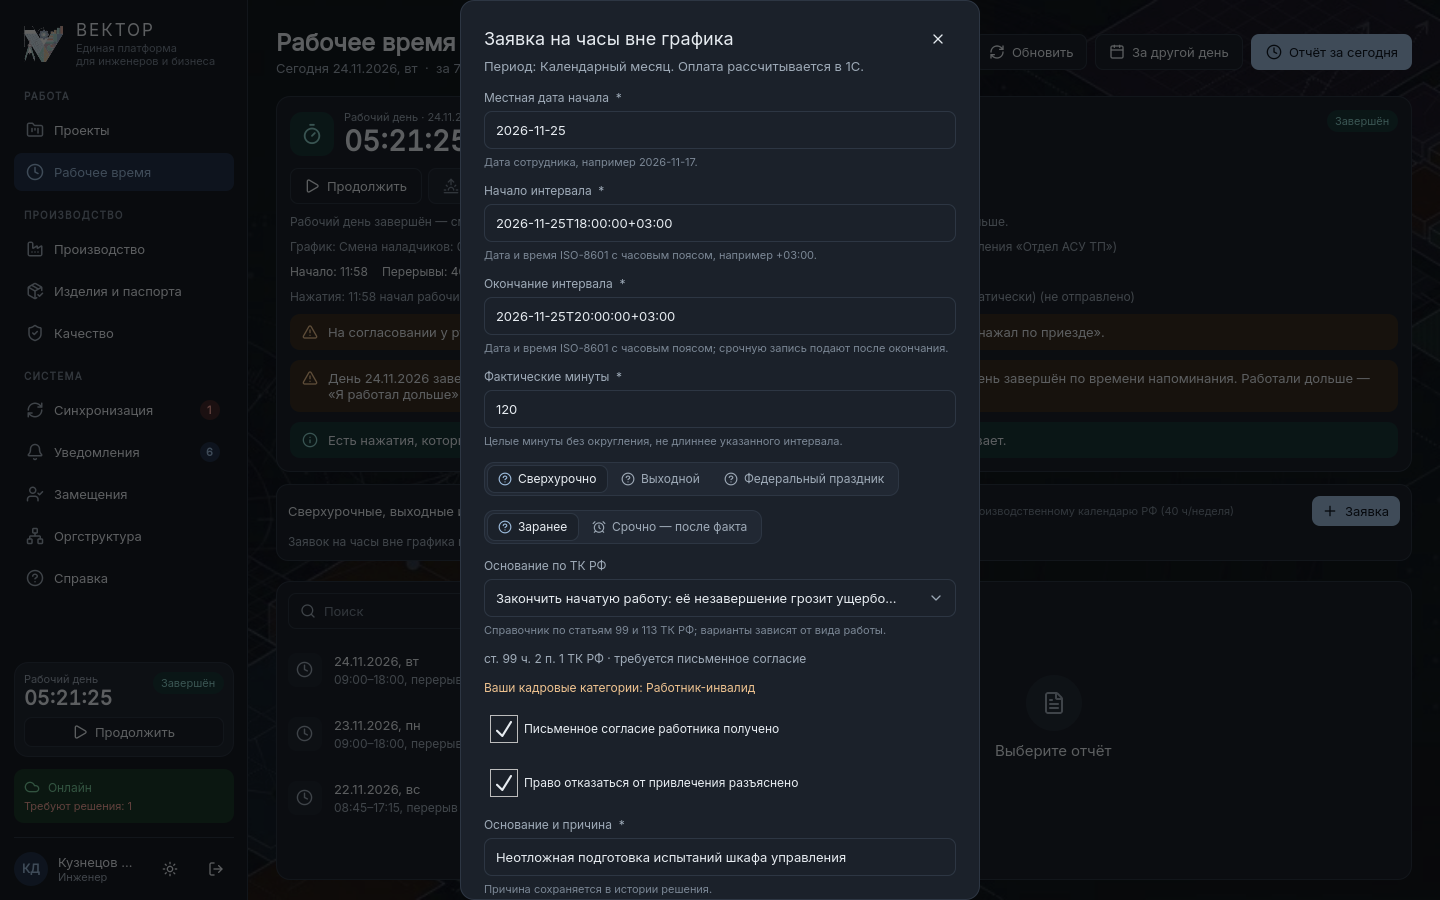 ВЕКТОР
Единая платформа
для инженеров и бизнеса
РАБОТА
Проекты
Рабочее время
ПРОИЗВОДСТВО
Производство
Изделия и паспорта
Качество
СИСТЕМА
Синхронизация 1
Уведомления 6
Замещения
Оргструктура
Справка
Рабочий день Завершён
05:21:25
Продолжить
Онлайн
Требуют решения: 1
КД Кузнецов ...
Инженер
Рабочее время
Сегодня 24.11.2026, вт · за 7
Обновить За другой день Отчёт за сегодня
Рабочий день · 24.11.2
05:21:25
Завершён
Продолжить
Рабочий день завершён —
График: Смена наладчиков:
ления «Отдел АСУ ТП»)
Начало: 11:58 Перерывы:
Нажатия: 11:58 начал
(не отправлено)
На согласовании у
нажал по приезде».
День 24.11.2026
день завершён по времени напоминания. Работали дольше —
«Я работал дольше»
Есть нажатия,
Сверхурочные, выходные
производственному календарю РФ (40 ч/неделя)
Заявка
Заявок на часы вне графика
Поиск
24.11.2026, вт
09:00–18:00, перерыв
23.11.2026, пн
09:00–18:00, перерыв
22.11.2026, вс
08:45–17:15, перерыв
Выберите отчёт
Заявка на часы вне графика
Период: Календарный месяц. Оплата рассчитывается в 1С.
Местная дата начала *
2026-11-25
Дата сотрудника, например 2026-11-17.
Начало интервала *
2026-11-25T18:00:00+03:00
Дата и время ISO-8601 с часовым поясом, например +03:00.
Окончание интервала *
2026-11-25T20:00:00+03:00
Дата и время ISO-8601 с часовым поясом; срочную запись подают после окончания.
Фактические минуты *
120
Целые минуты без округления, не длиннее указанного интервала.
Сверхурочно Выходной Федеральный праздник
Заранее Срочно — после факта
Основание по ТК РФ
Закончить начатую работу: её незавершение грозит ущербо...
Справочник по статьям 99 и 113 ТК РФ; варианты зависят от вида работы.
ст. 99 ч. 2 п. 1 ТК РФ · требуется письменное согласие
Ваши кадровые категории: Работник-инвалид
Письменное согласие работника получено
Право отказаться от привлечения разъяснено
Основание и причина *
Неотложная подготовка испытаний шкафа управления
Причина сохраняется в истории решения.